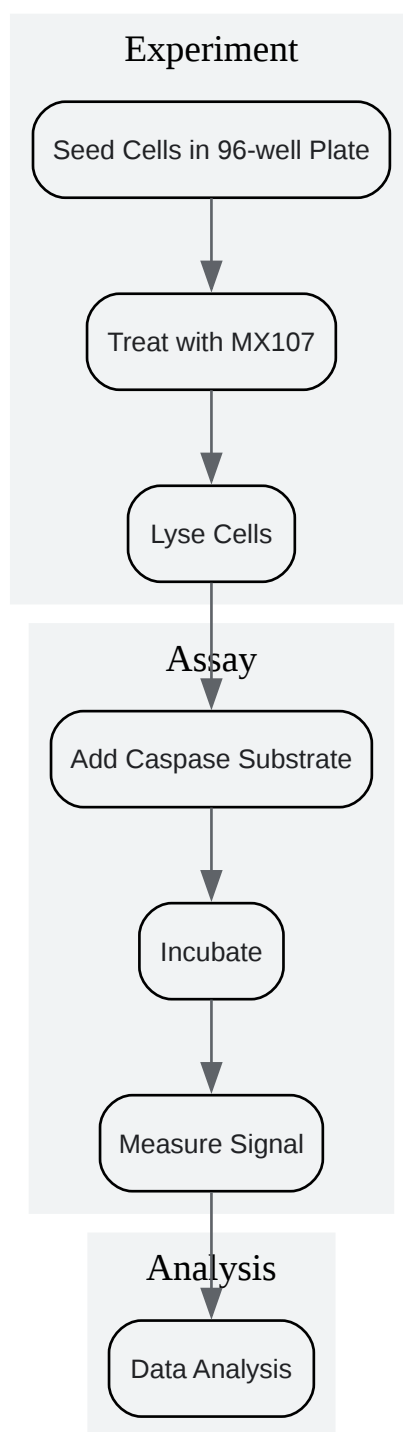 Experiment
Seed Cells in 96-well Plate
Treat with MX107
Lyse Cells
Assay
Add Caspase Substrate
Incubate
Measure Signal
Analysis
Data Analysis